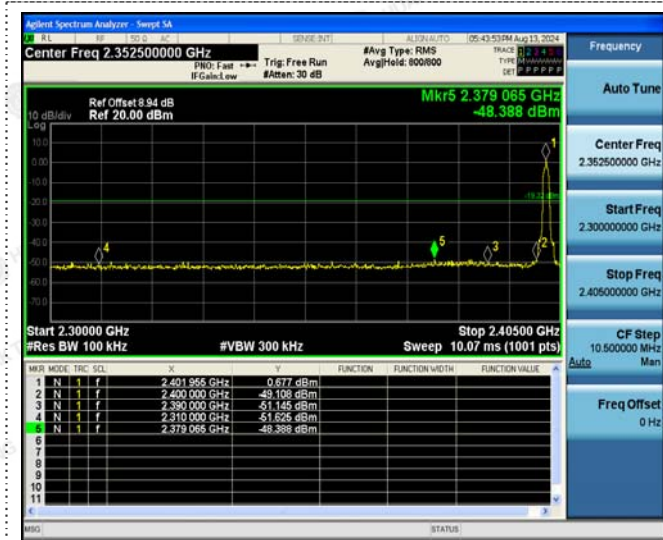 Agilent Spectrum Analyzer - Swept SA
RL RF 50 Ω AC SENSE:INT ALIGN AUTO 05:43:53 PM Aug 13, 2024
Center Freq 2.352500000 GHz
PNO: Fast Trig: Free Run
IFGain:Low #Atten: 30 dB
#Avg Type: RMS
Avg|Hold: 800/800
TRACE 1 2 3 4 5 6
TYPE M
DET P P P P P P
Ref Offset 8.94 dB
10 dB/div Ref 20.00 dBm
Log
Mkr5 2.379 065 GHz
-48.388 dBm
10.0
0.00
-10.0
-20.0
-30.0
-40.0
-50.0
-60.0
-70.0
1
2
3
4
5
Start 2.30000 GHz Stop 2.40500 GHz
#Res BW 100 kHz #VBW 300 kHz Sweep 10.07 ms (1001 pts)
MKR MODE TRC SCL X Y FUNCTION FUNCTION WIDTH FUNCTION VALUE
1 N 1 f 2.401 955 GHz 0.677 dBm
2 N 1 f 2.400 000 GHz -49.108 dBm
3 N 1 f 2.390 000 GHz -51.145 dBm
4 N 1 f 2.310 000 GHz -51.625 dBm
5 N 1 f 2.379 065 GHz -48.388 dBm
6
7
8
9
10
11
MSG STATUS
Frequency
Auto Tune
Center Freq
2.352500000 GHz
Start Freq
2.300000000 GHz
Stop Freq
2.405000000 GHz
CF Step
10.500000 MHz
Auto Man
Freq Offset
0 Hz